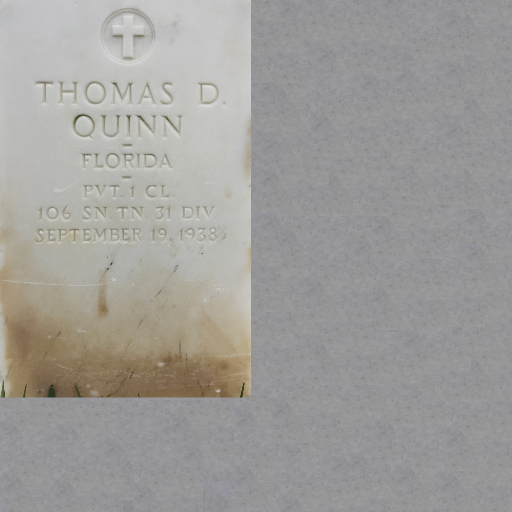 THOMAS D.
QUINN
FLORIDA
PVT. 1 CL.
106 SN. TN. 31 DIV.
SEPTEMBER 19, 1938